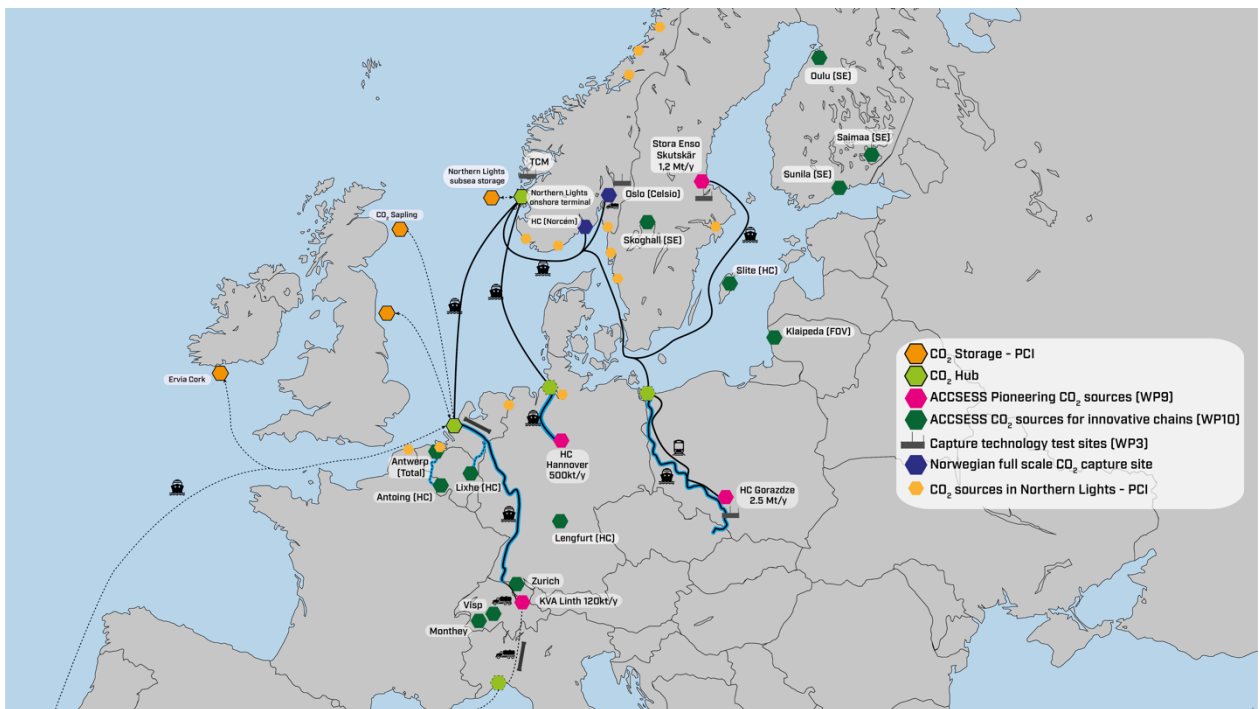 Oulu (SE)
Saimaa (SE)
Sunila (SE)
Stora Enso
Skutskär
1,2 Mt/y
TCM
Northern Lights
subsea storage
Northern Lights
onshore terminal
Oslo (Celsio)
HC (Norcem)
Skoghall (SE)
CO₂ Sapling
Slite (HC)
Klaipeda (FOV)
Ervia Cork
CO₂ Storage - PCI
CO₂ Hub
ACCSESS Pioneering CO₂ sources (WP9)
ACCSESS CO₂ sources for innovative chains (WP10)
Capture technology test sites (WP3)
Norwegian full scale CO₂ capture site
CO₂ sources in Northern Lights - PCI
Antwerp
(Total)
Antoing (HC)
Lixhe (HC)
HC
Hannover
500kt/y
HC Gorazdze
2.5 Mt/y
Lengfurt (HC)
Zurich
KVA Linth 120kt/y
Visp
Monthey